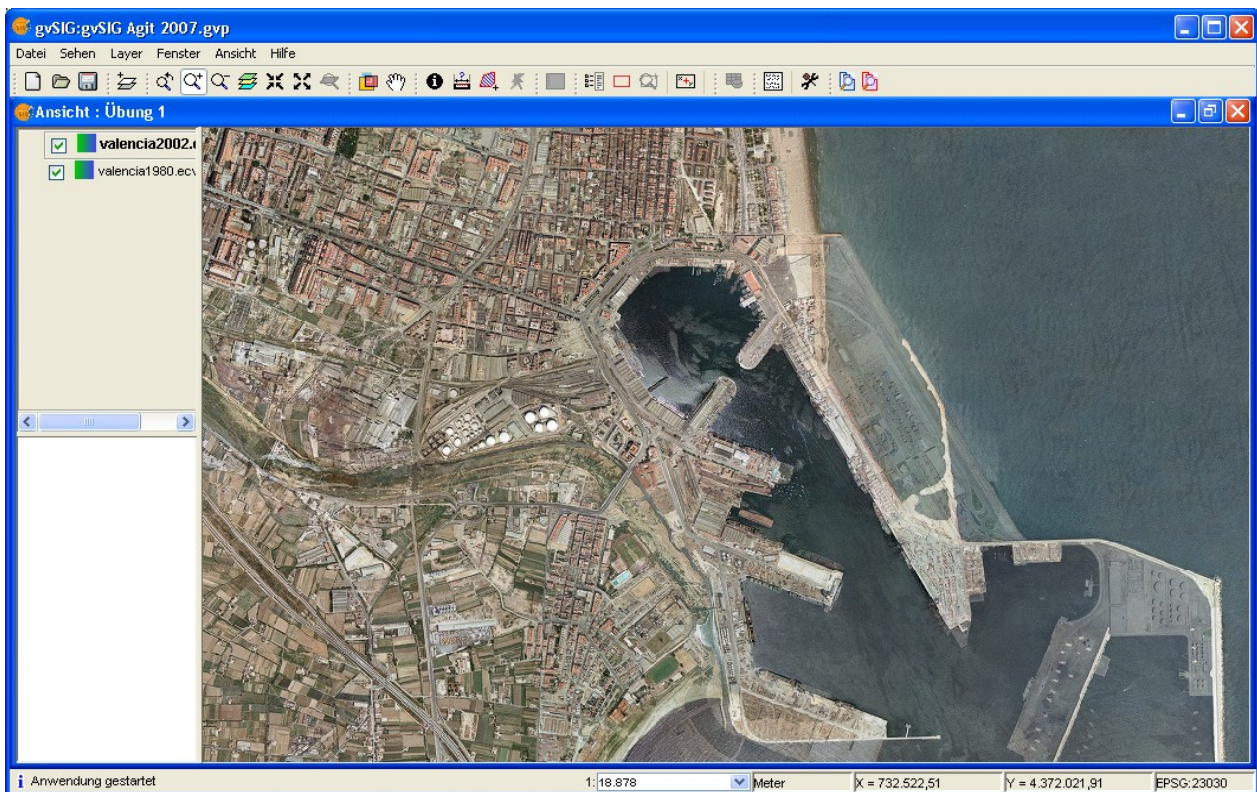 gvSIG:gvSIG Agit 2007.gvp
Datei Sehen Layer Fenster Ansicht Hilfe
Ansicht : Übung 1
valencia2002.e
valencia1980.ecv
Anwendung gestartet 1: 18.878 Meter X = 732.522,51 Y = 4.372.021,91 EPSG:23030